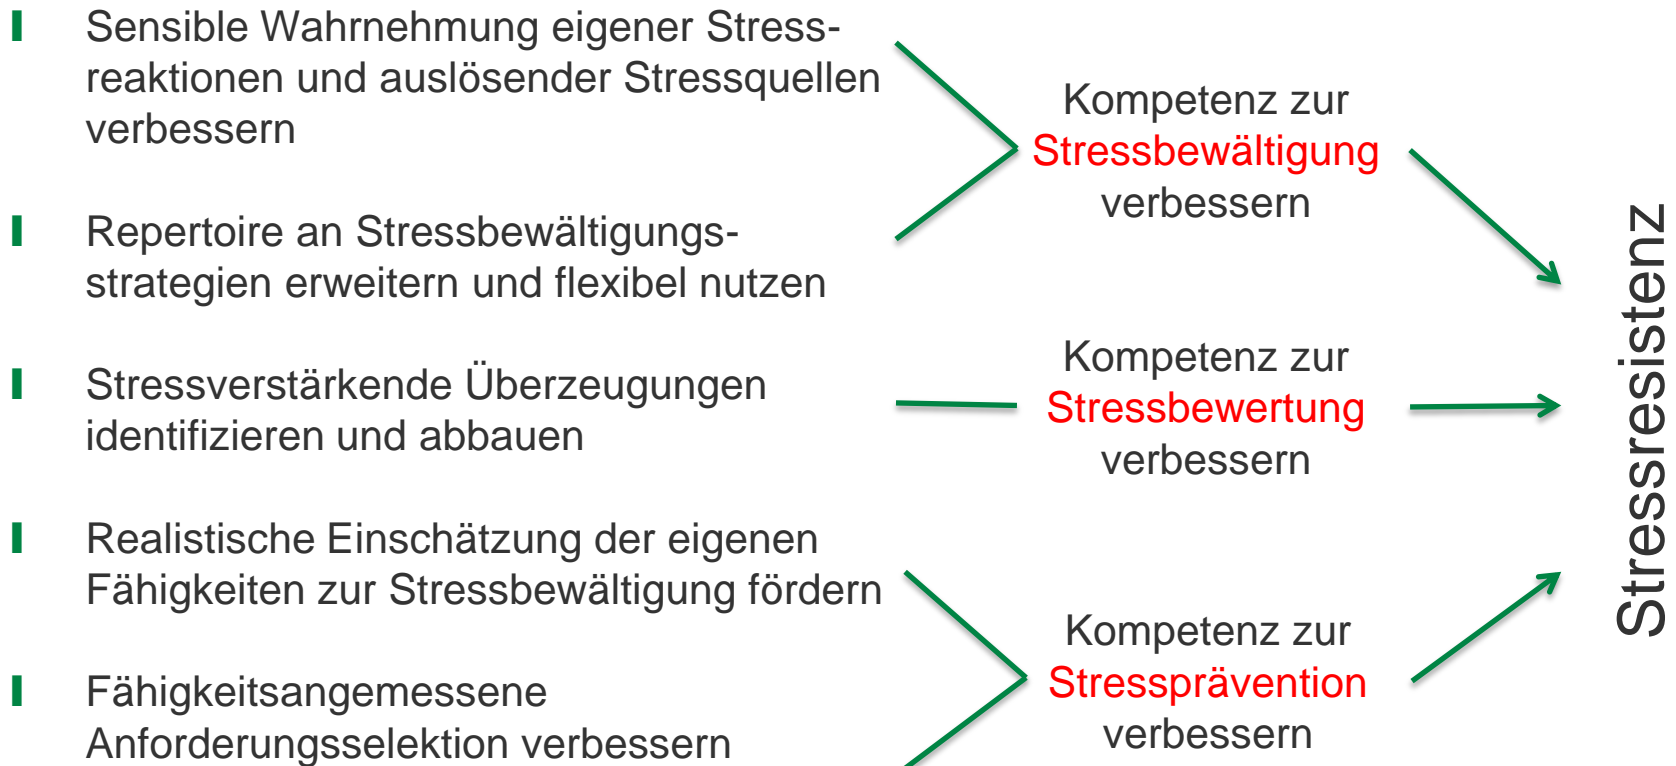 Sensible Wahrnehmung eigener Stress-
reaktionen und auslösender Stressquellen
verbessern
Repertoire an Stressbewältigungs-
strategien erweitern und flexibel nutzen
Stressverstärkende Überzeugungen
identifizieren und abbauen
Realistische Einschätzung der eigenen
Fähigkeiten zur Stressbewältigung fördern
Fähigkeitsangemessene
Anforderungsselektion verbessern
Kompetenz zur
Stressbewältigung
verbessern
Kompetenz zur
Stressbewertung
verbessern
Kompetenz zur
Stressprävention
verbessern
Stressresistenz